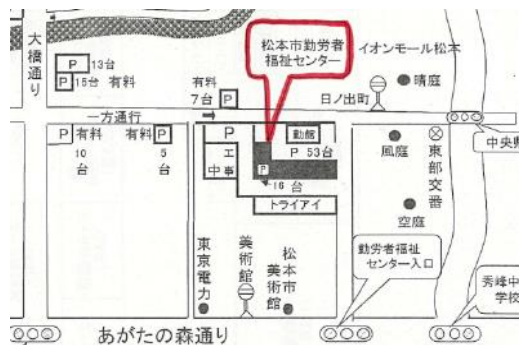 大橋通り
P 13台
P 15台 有料
有料
7台 P
松本市勤労者
福祉センター
イオンモール松本
晴庭
日ノ出町
一方通行
P 有料
10
台
有料 P
5
台
P
工
事
中
勤館
P 53台
P
16台
トライアイ
風庭
東部交番
中央
空庭
東京電力
美術館
松本市
美術館
勤労者福祉
センター入口
秀峰中
学校
あがたの森通り